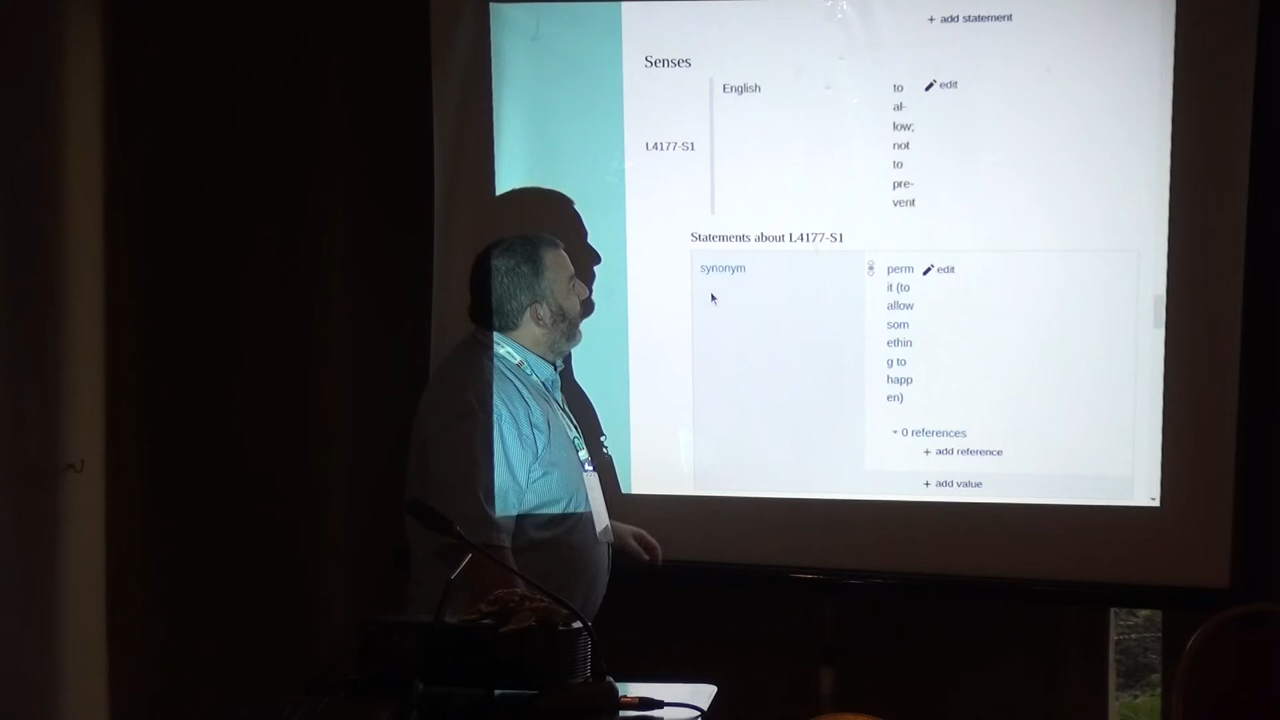 + add statement
Senses
English
to
al-
low;
not
to
pre-
vent
edit
L4177-S1
Statements about L4177-S1
synonym
perm
it (to
allow
som
ethin
g to
happ
en)
edit
0 references
+ add reference
+ add value